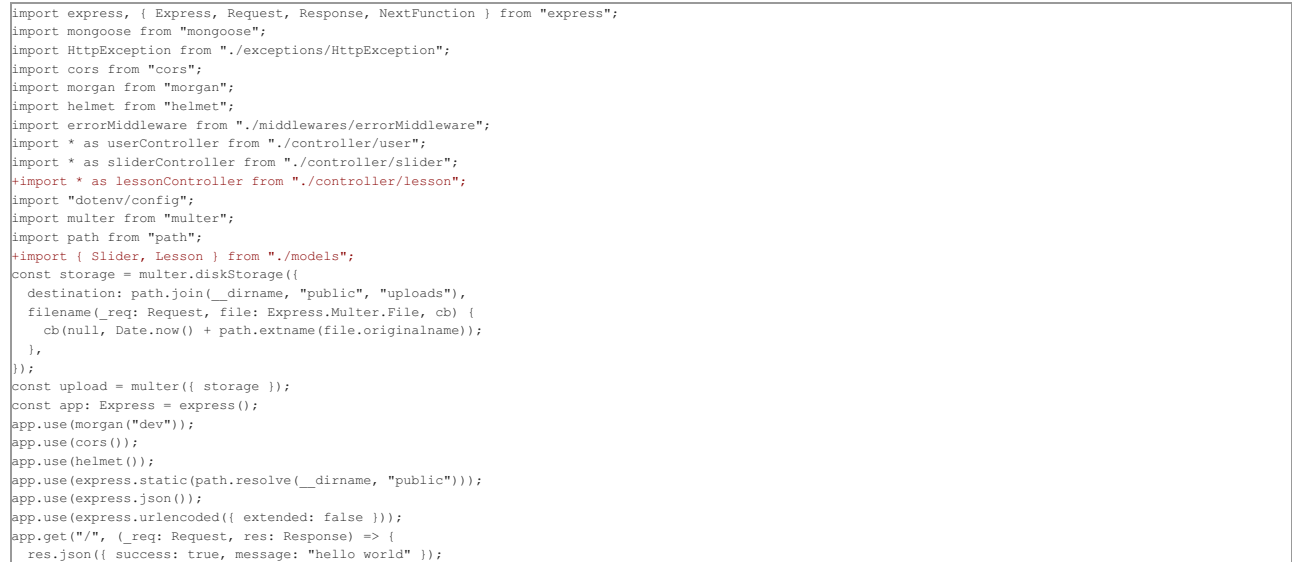 import express, { Express, Request, Response, NextFunction } from "express";
import mongoose from "mongoose";
import HttpException from "./exceptions/HttpException";
import cors from "cors";
import morgan from "morgan";
import helmet from "helmet";
import errorMiddleware from "./middlewares/errorMiddleware";
import * as userController from "./controller/user";
import * as sliderController from "./controller/slider";
+import * as lessonController from "./controller/lesson";
import "dotenv/config";
import multer from "multer";
import path from "path";
+import { Slider, Lesson } from "./models";
const storage = multer.diskStorage({
  destination: path.join(__dirname, "public", "uploads"),
  filename(_req: Request, file: Express.Multer.File, cb) {
    cb(null, Date.now() + path.extname(file.originalname));
  },
});
const upload = multer({ storage });
const app: Express = express();
app.use(morgan("dev"));
app.use(cors());
app.use(helmet());
app.use(express.static(path.resolve(__dirname, "public")));
app.use(express.json());
app.use(express.urlencoded({ extended: false }));
app.get("/", (_req: Request, res: Response) => {
  res.json({ success: true, message: "hello world" });